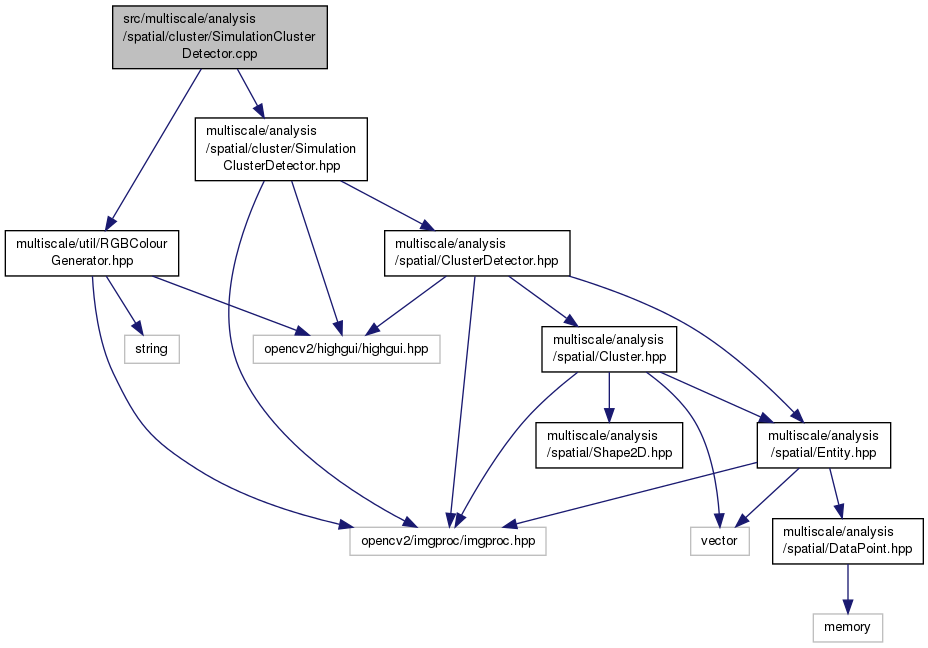 src/multiscale/analysis
/spatial/cluster/SimulationCluster
Detector.cpp
multiscale/analysis
/spatial/cluster/Simulation
ClusterDetector.hpp
multiscale/util/RGBColour
Generator.hpp
multiscale/analysis
/spatial/ClusterDetector.hpp
string
opencv2/highgui/highgui.hpp
multiscale/analysis
/spatial/Cluster.hpp
multiscale/analysis
/spatial/Shape2D.hpp
multiscale/analysis
/spatial/Entity.hpp
opencv2/imgproc/imgproc.hpp
vector
multiscale/analysis
/spatial/DataPoint.hpp
memory